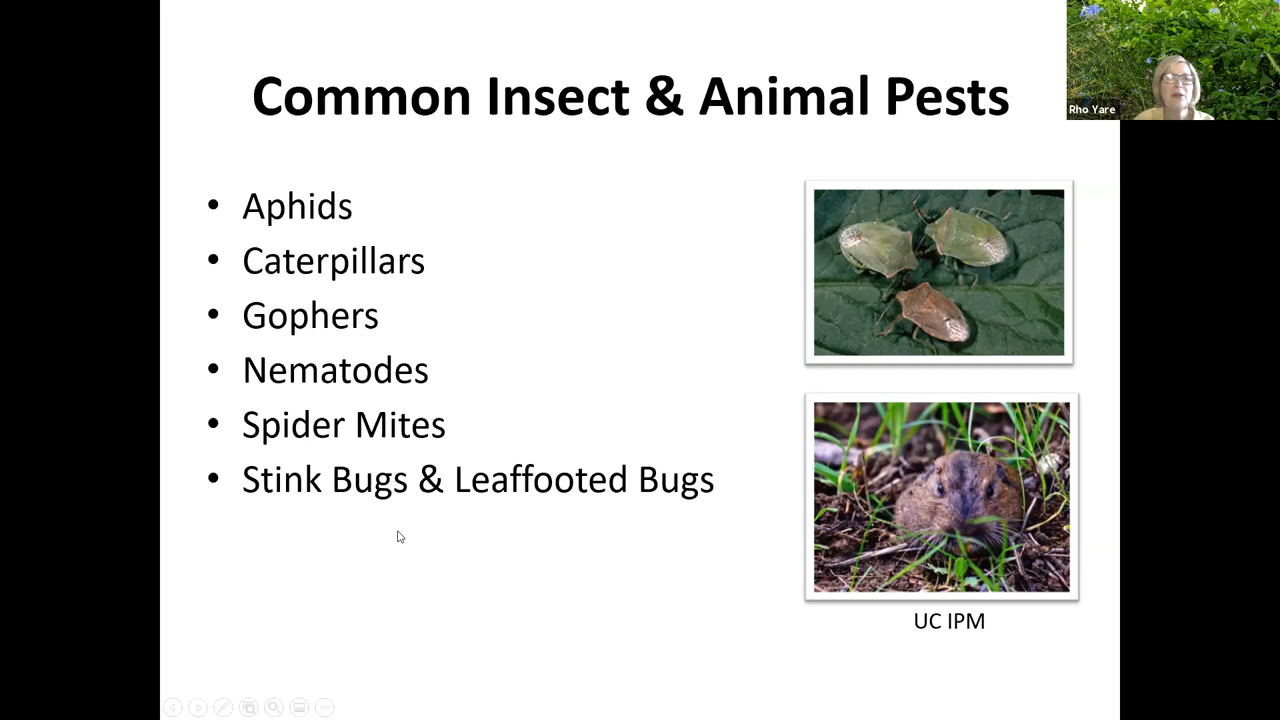 Common Insect & Animal Pests
Rho Yare
• Aphids
• Caterpillars
• Gophers
• Nematodes
• Spider Mites
• Stink Bugs & Leaffooted Bugs
UC IPM